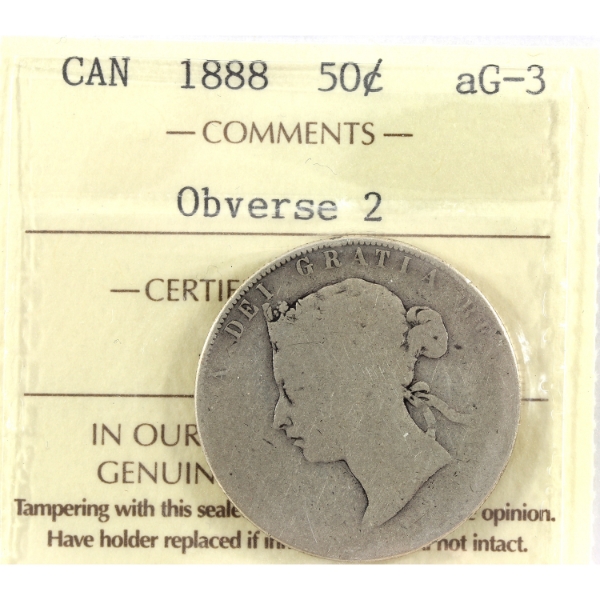 CAN 1888 50¢ aG-3
— COMMENTS —
Obverse 2
— CERTIF
DEI GRATIA
IN OUR
GENUIN
Tampering with this seale opinion.
Have holder replaced if in not intact.